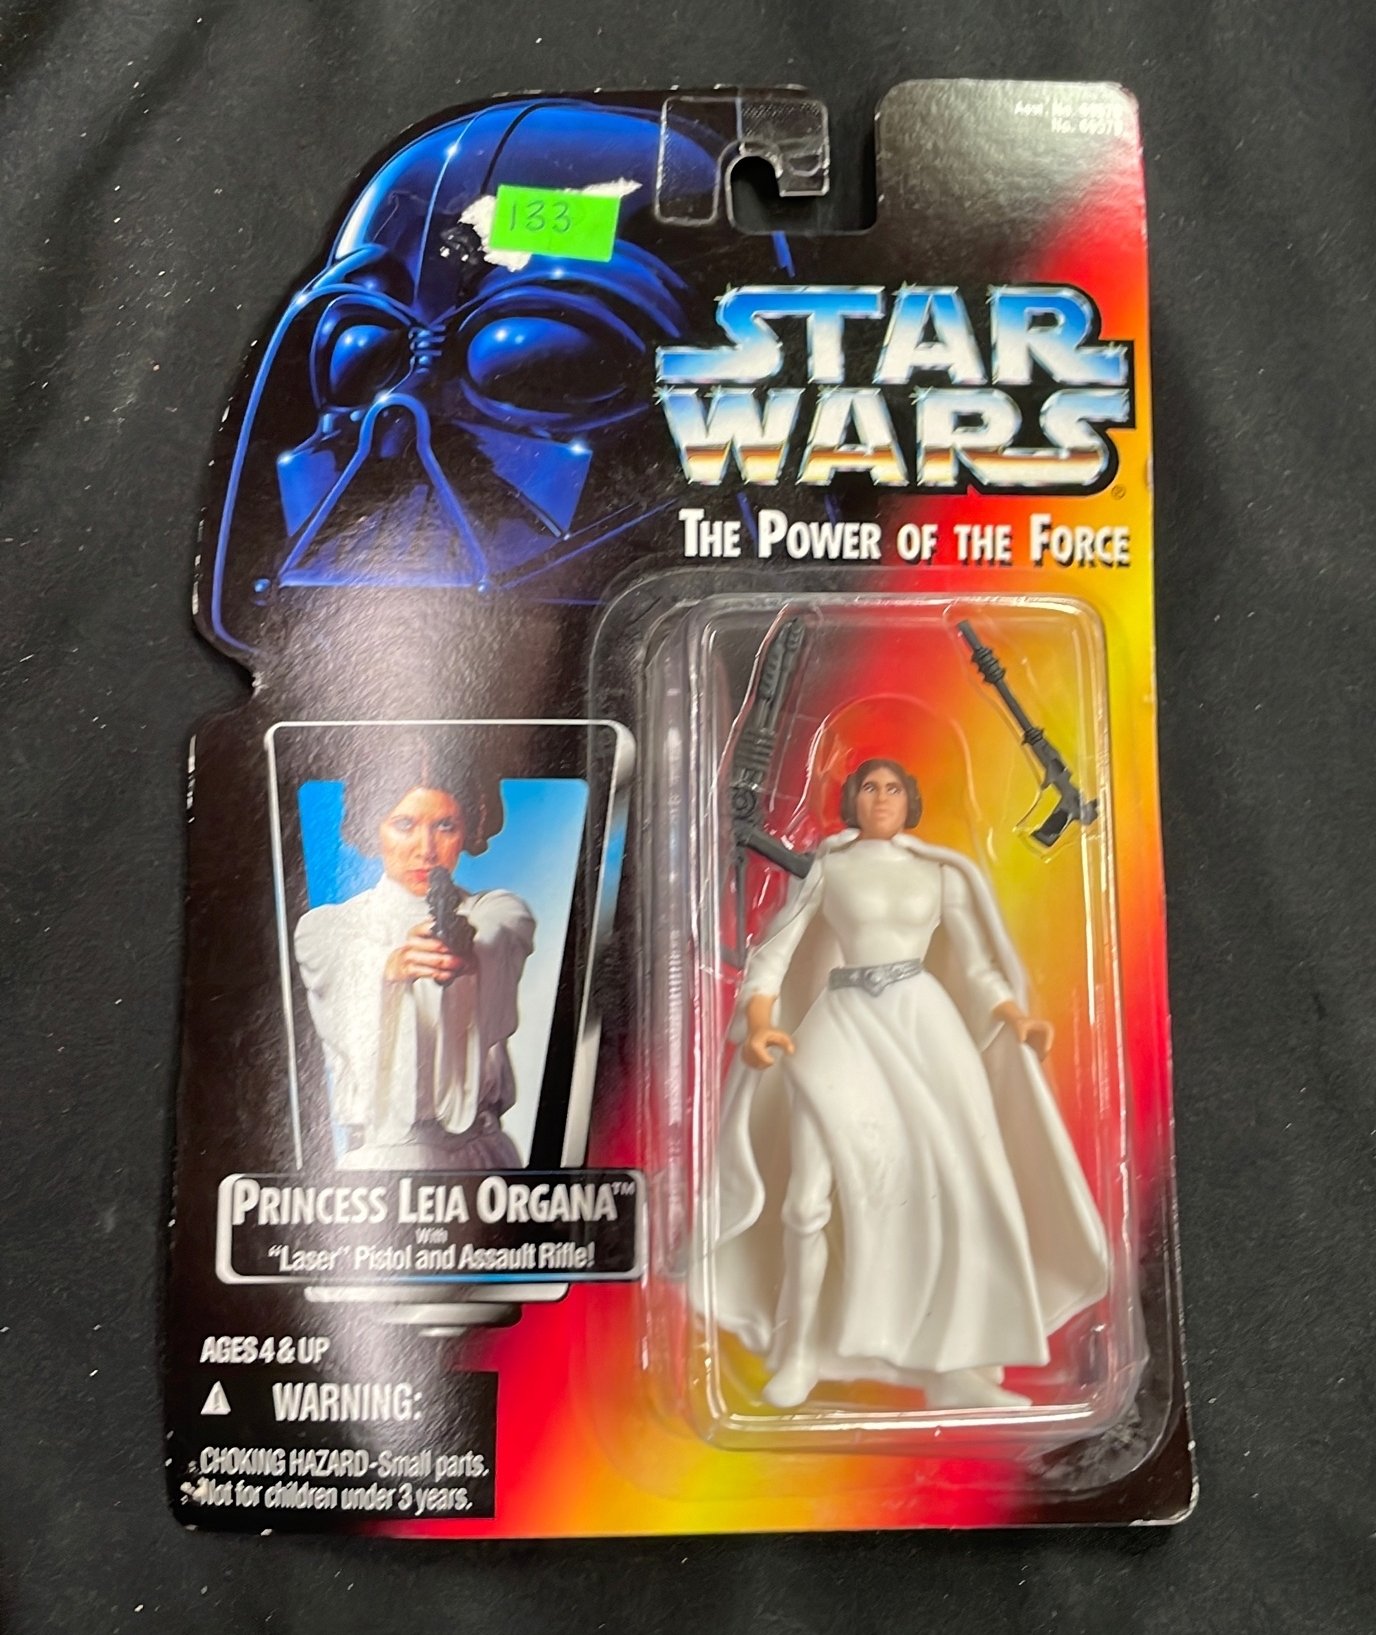 133
STAR
WARS®
THE POWER OF THE FORCE
PRINCESS LEIA ORGANA™
With
"Laser" Pistol and Assault Rifle!
AGES 4 & UP
WARNING:
CHOKING HAZARD-Small parts.
Not for children under 3 years.